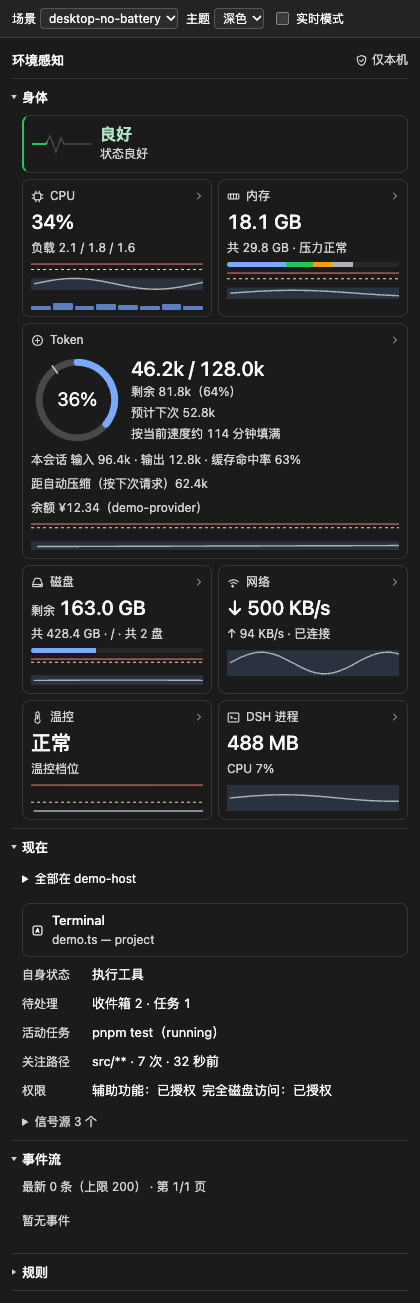 场景 desktop-no-battery 主题 深色 实时模式
环境感知 仅本机
身体
良好
状态良好
CPU
34%
负载 2.1 / 1.8 / 1.6
内存
18.1 GB
共 29.8 GB · 压力正常
Token
36%
46.2k / 128.0k
剩余 81.8k（64%）
预计下次 52.8k
按当前速度约 114 分钟填满
本会话 输入 96.4k · 输出 12.8k · 缓存命中率 63%
距自动压缩（按下次请求）62.4k
余额 ¥12.34（demo-provider）
磁盘
剩余 163.0 GB
共 428.4 GB · / · 共 2 盘
网络
↓ 500 KB/s
↑ 94 KB/s · 已连接
温控
正常
温控档位
DSH 进程
488 MB
CPU 7%
现在
全部在 demo-host
Terminal
demo.ts — project
自身状态 执行工具
待处理 收件箱 2 · 任务 1
活动任务 pnpm test（running）
关注路径 src/** · 7 次 · 32 秒前
权限 辅助功能：已授权 完全磁盘访问：已授权
信号源 3 个
事件流
最新 0 条（上限 200） · 第 1/1 页
暂无事件
规则